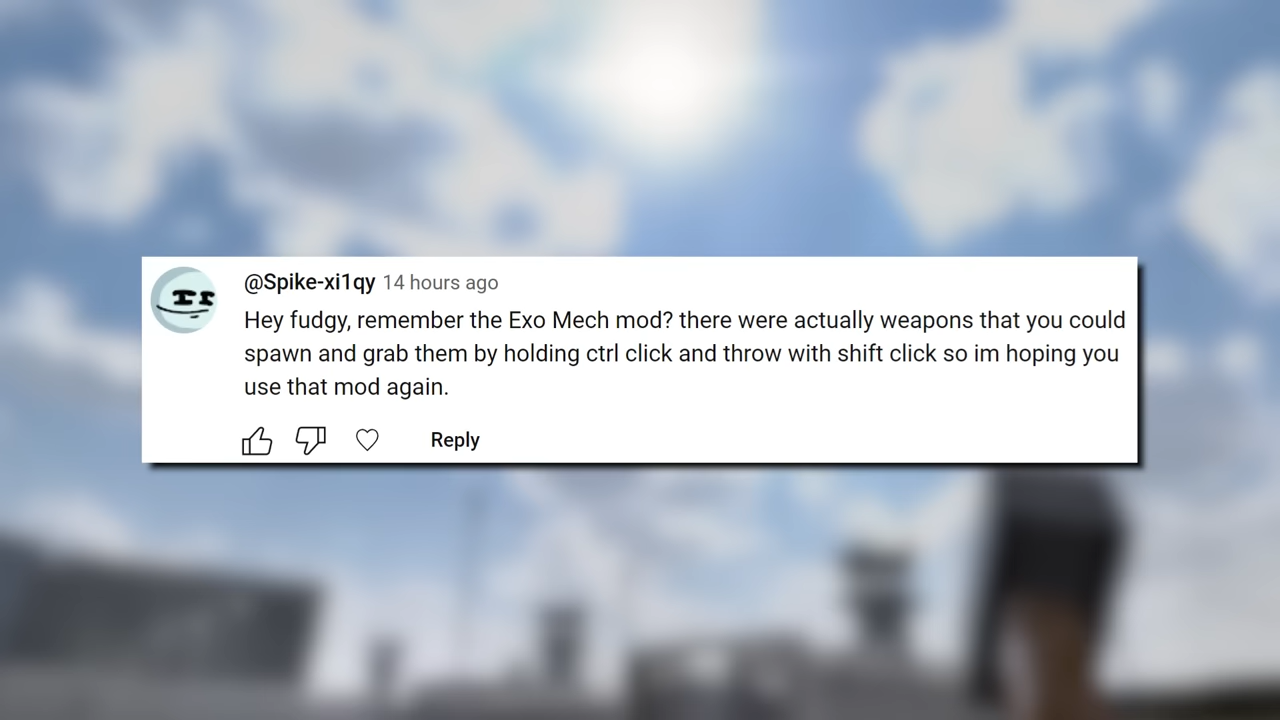 @Spike-xi1qy 14 hours ago
Hey fudgy, remember the Exo Mech mod? there were actually weapons that you could
spawn and grab them by holding ctrl click and throw with shift click so im hoping you
use that mod again.
Reply